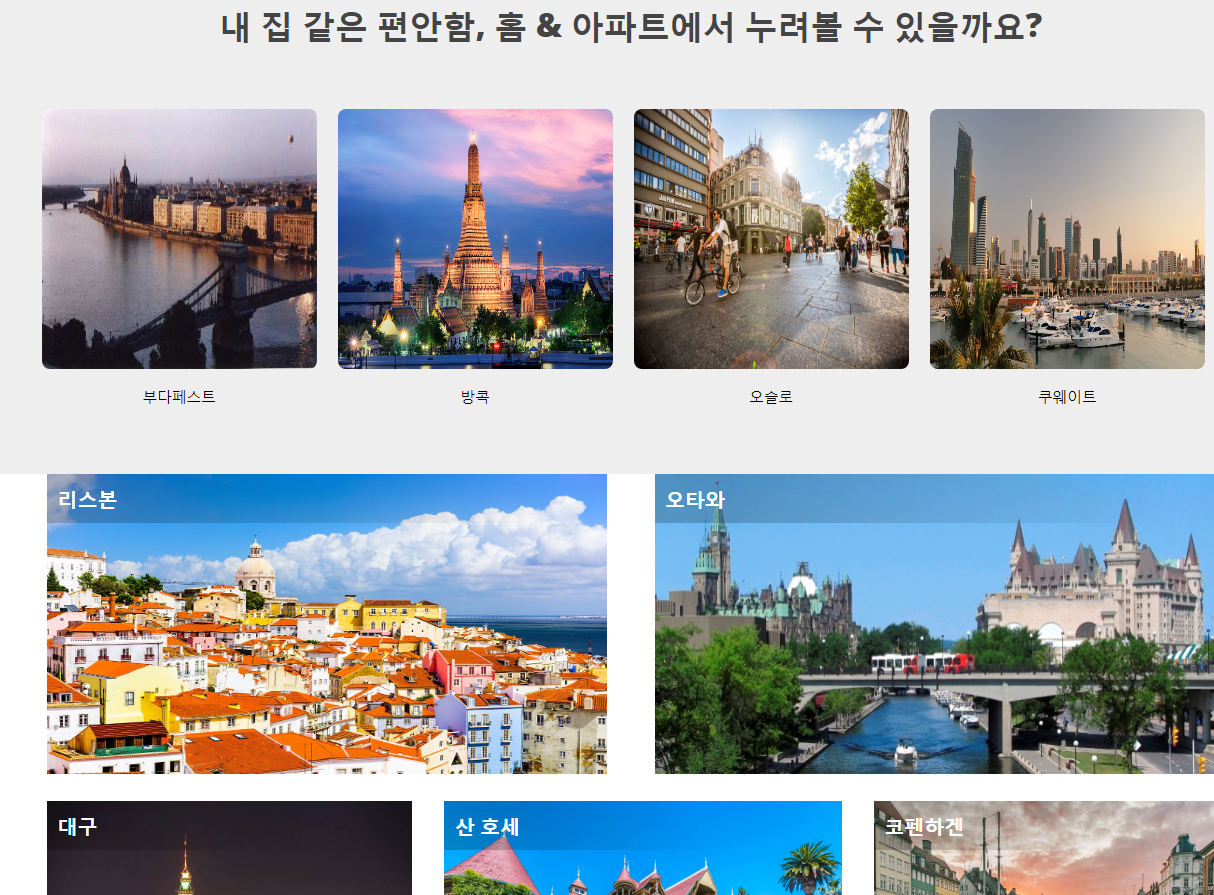 내 집 같은 편안함, 홈 & 아파트에서 누려볼 수 있을까요?
부다페스트
방콕
오슬로
쿠웨이트
리스본
오타와
대구
산 호세
코펜하겐